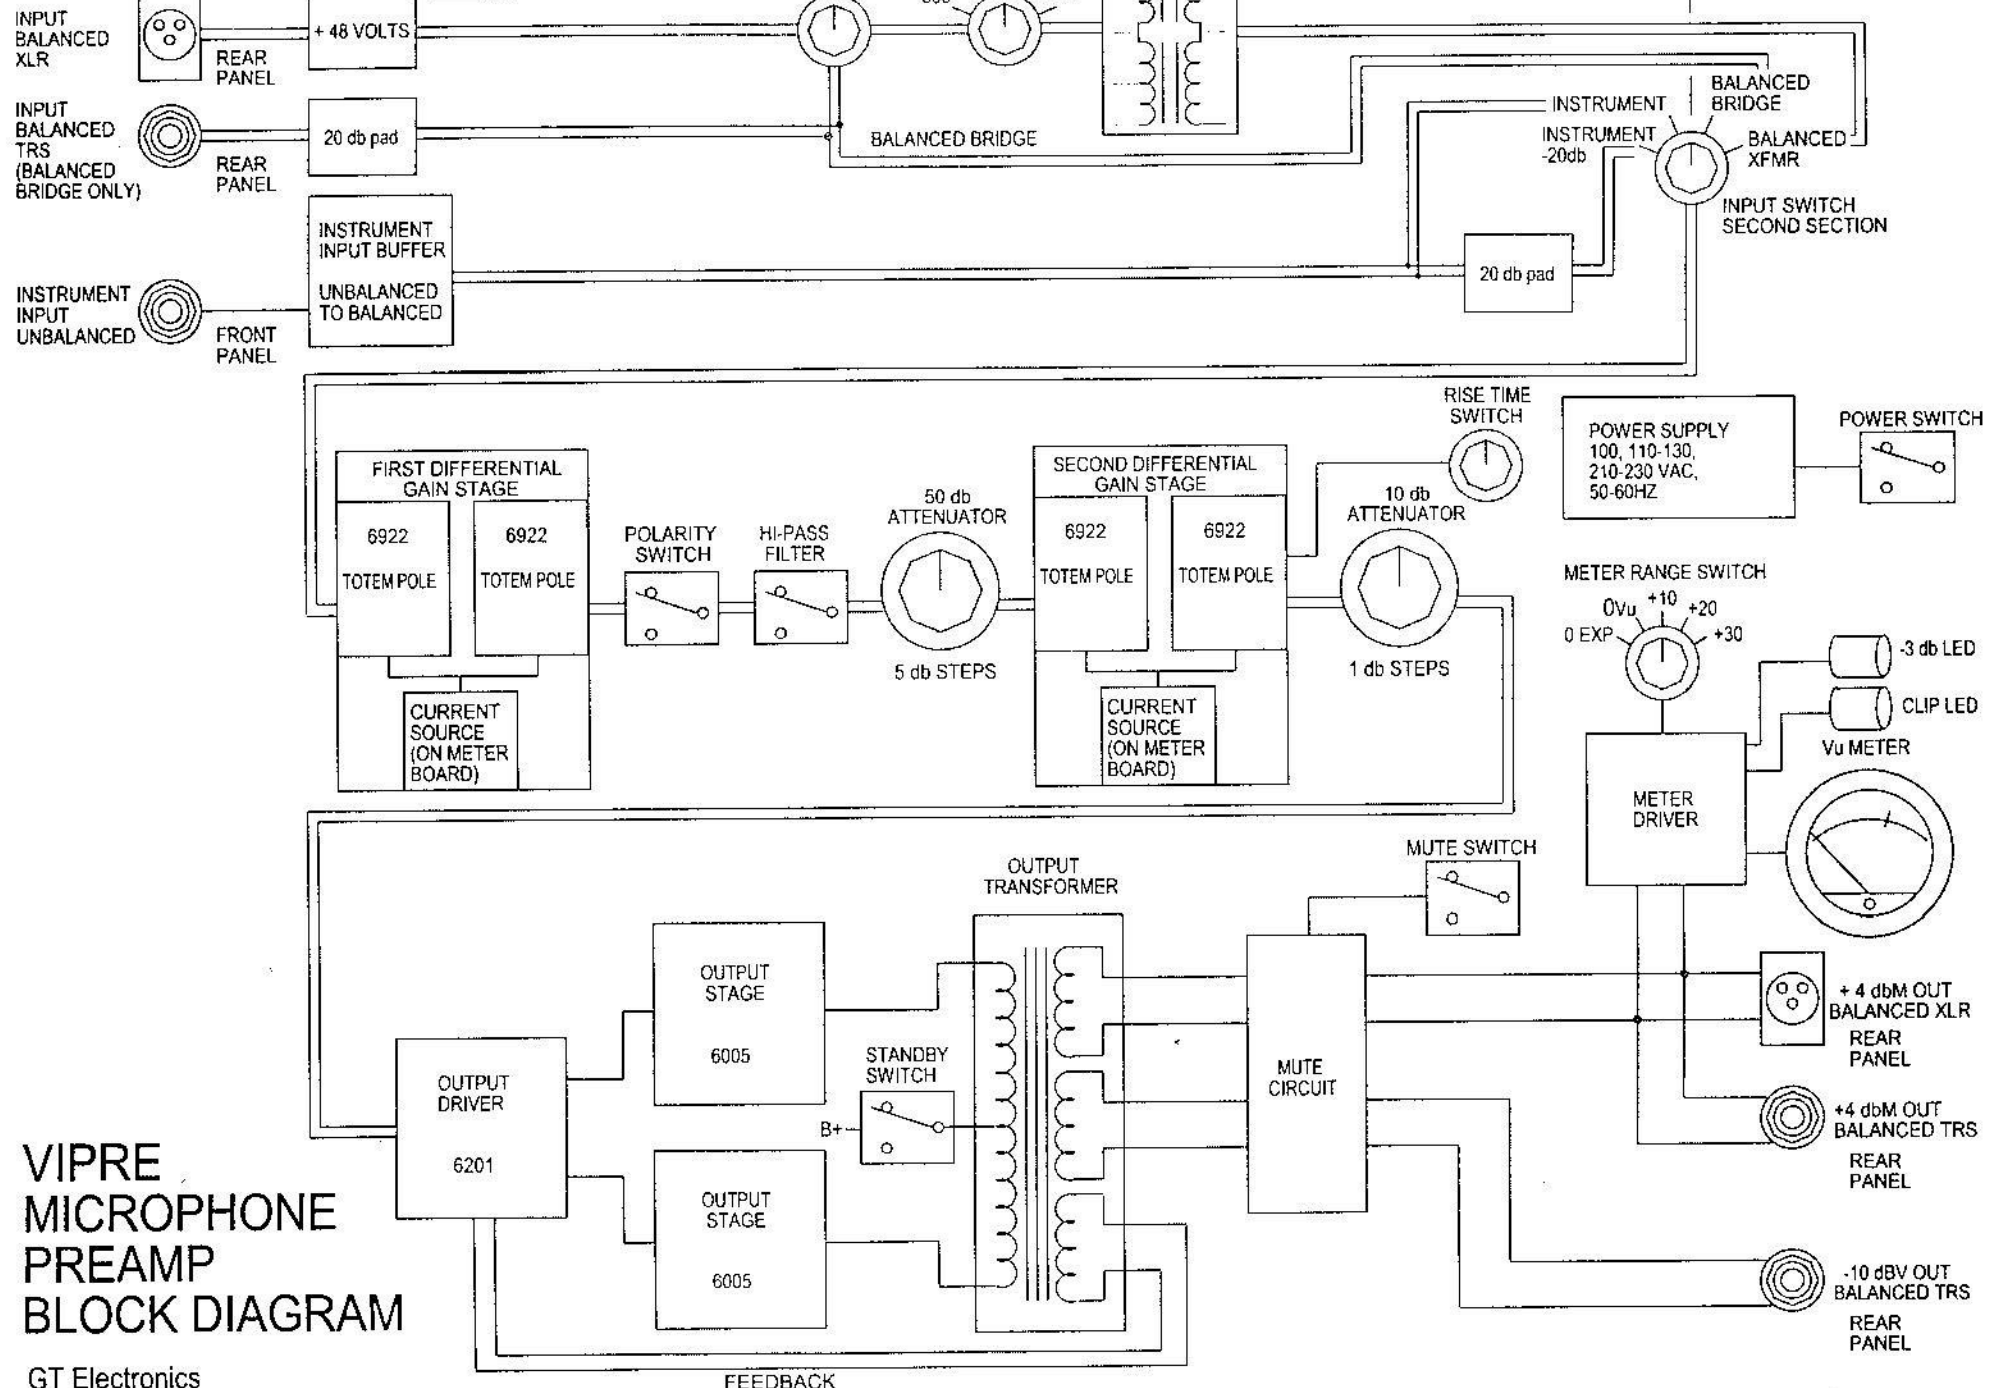 INPUT
BALANCED
XLR
REAR
PANEL
+ 48 VOLTS
INPUT
BALANCED
TRS
(BALANCED
BRIDGE ONLY)
REAR
PANEL
20 db pad
BALANCED BRIDGE
INSTRUMENT
BALANCED
BRIDGE
INSTRUMENT
-20db
BALANCED
XFMR
INPUT SWITCH
SECOND SECTION
INSTRUMENT
INPUT BUFFER
UNBALANCED
TO BALANCED
20 db pad
INSTRUMENT
INPUT
UNBALANCED
FRONT
PANEL
RISE TIME
SWITCH
POWER SUPPLY
100, 110-130,
210-230 VAC,
50-60HZ
POWER SWITCH
FIRST DIFFERENTIAL
GAIN STAGE
6922
TOTEM POLE
6922
TOTEM POLE
CURRENT
SOURCE
(ON METER
BOARD)
POLARITY
SWITCH
HI-PASS
FILTER
50 db
ATTENUATOR
5 db STEPS
SECOND DIFFERENTIAL
GAIN STAGE
6922
TOTEM POLE
6922
TOTEM POLE
CURRENT
SOURCE
(ON METER
BOARD)
10 db
ATTENUATOR
1 db STEPS
METER RANGE SWITCH
0 EXP
0Vu
+10
+20
+30
-3 db LED
CLIP LED
Vu METER
METER
DRIVER
MUTE SWITCH
OUTPUT
TRANSFORMER
OUTPUT
STAGE
6005
STANDBY
SWITCH
B+
OUTPUT
DRIVER
6201
OUTPUT
STAGE
6005
MUTE
CIRCUIT
+ 4 dbM OUT
BALANCED XLR
REAR
PANEL
+4 dbM OUT
BALANCED TRS
REAR
PANEL
-10 dBV OUT
BALANCED TRS
REAR
PANEL
FEEDBACK
VIPRE
MICROPHONE
PREAMP
BLOCK DIAGRAM
GT Electronics